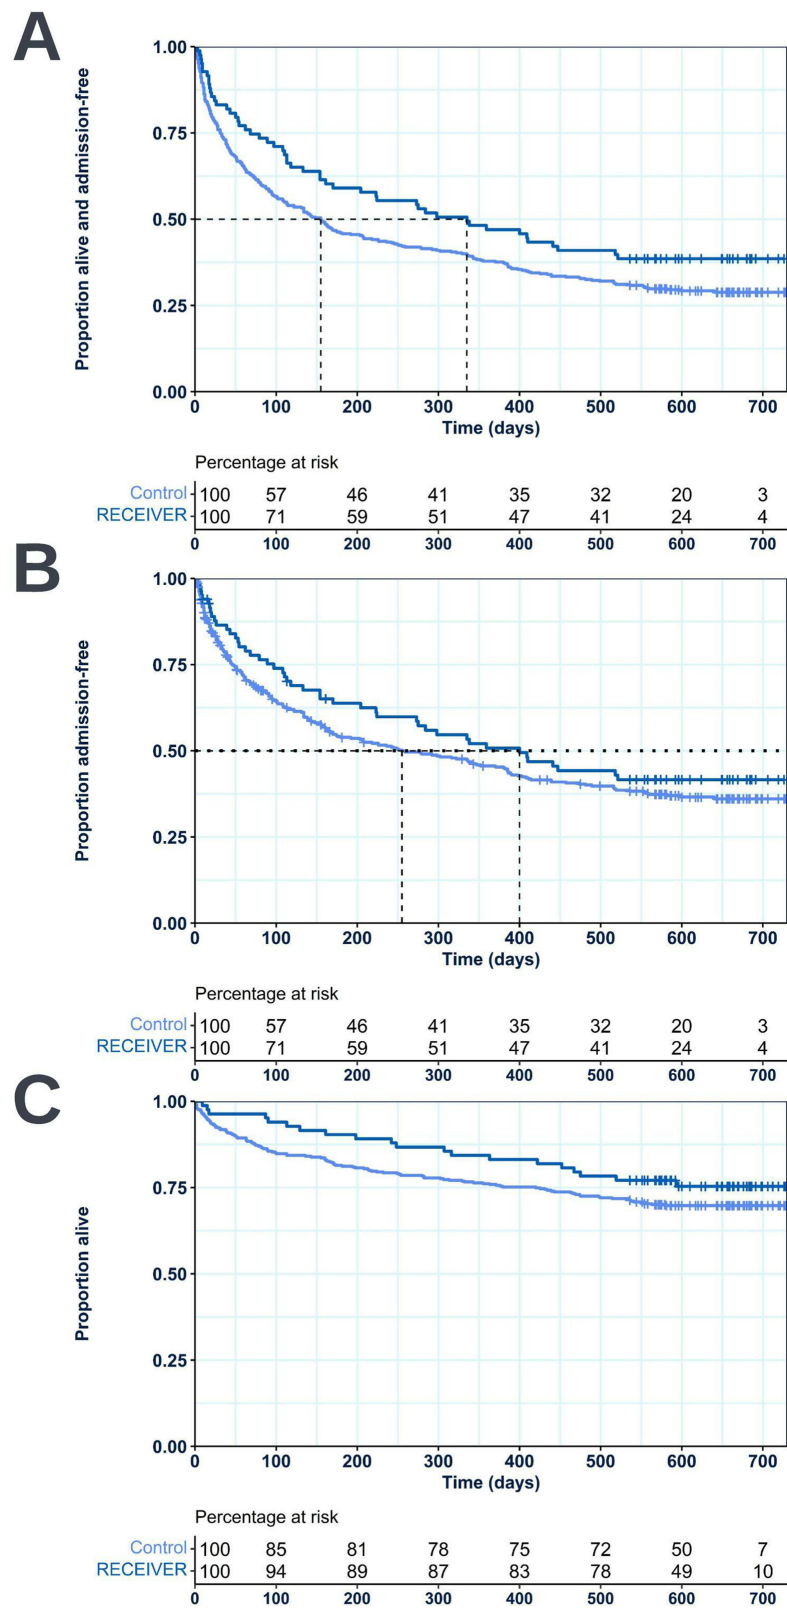 A
Proportion alive and admission-free
1.00
0.75
0.50
0.25
0.00
0 100 200 300 400 500 600 700
Time (days)
Percentage at risk
Control 100 57 46 41 35 32 20 3
RECEIVER 100 71 59 51 47 41 24 4
0 100 200 300 400 500 600 700
B
Proportion admission-free
1.00
0.75
0.50
0.25
0.00
0 100 200 300 400 500 600 700
Time (days)
Percentage at risk
Control 100 57 46 41 35 32 20 3
RECEIVER 100 71 59 51 47 41 24 4
0 100 200 300 400 500 600 700
C
Proportion alive
1.00
0.75
0.50
0.25
0.00
0 100 200 300 400 500 600 700
Time (days)
Percentage at risk
Control 100 85 81 78 75 72 50 7
RECEIVER 100 94 89 87 83 78 49 10
0 100 200 300 400 500 600 700